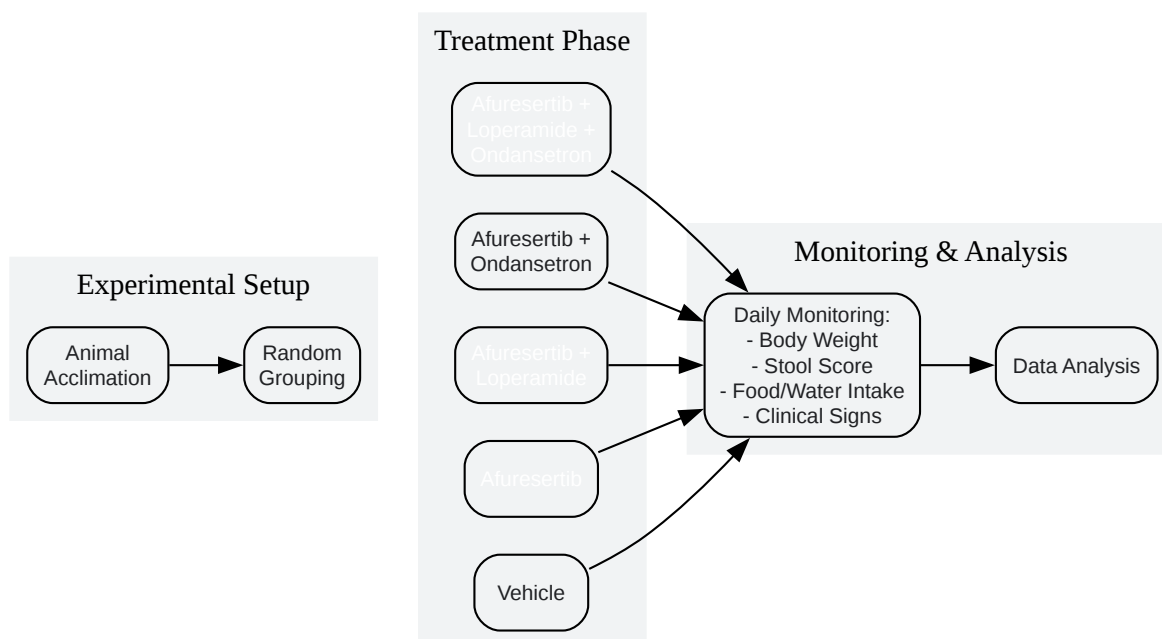 Experimental Setup
Animal
Acclimation
Random
Grouping
Treatment Phase
Afuresertib +
Loperamide +
Ondansetron
Afuresertib +
Ondansetron
Afuresertib +
Loperamide
Afuresertib
Vehicle
Monitoring & Analysis
Daily Monitoring:
- Body Weight
- Stool Score
- Food/Water Intake
- Clinical Signs
Data Analysis